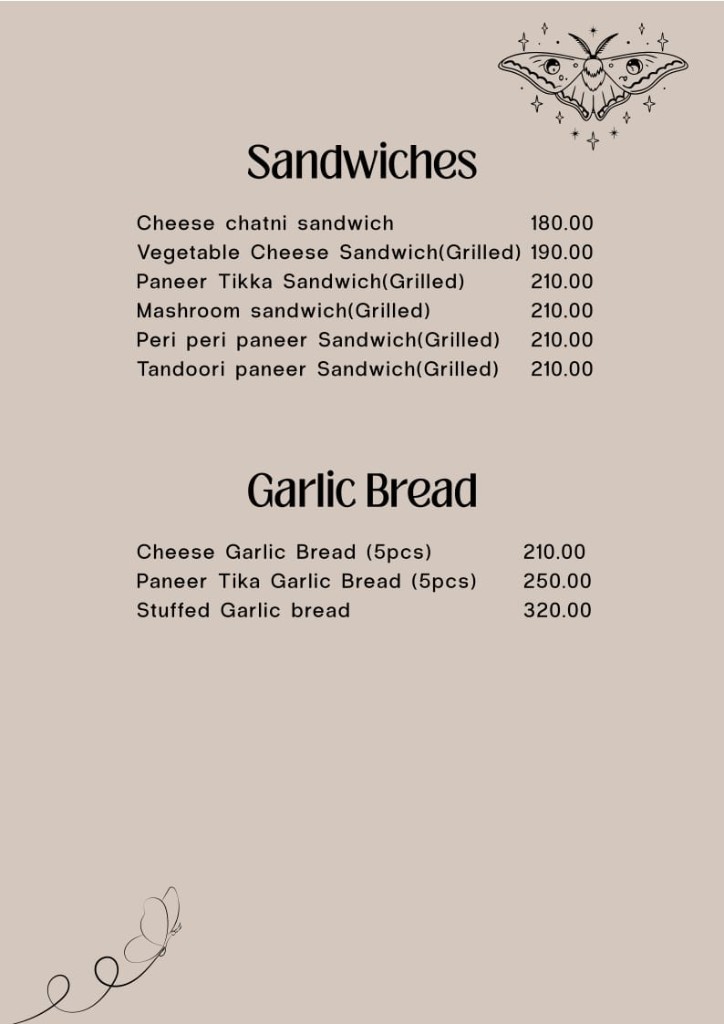 Sandwiches
Cheese chatni sandwich 180.00
Vegetable Cheese Sandwich(Grilled) 190.00
Paneer Tikka Sandwich(Grilled) 210.00
Mashroom sandwich(Grilled) 210.00
Peri peri paneer Sandwich(Grilled) 210.00
Tandoori paneer Sandwich(Grilled) 210.00
Garlic Bread
Cheese Garlic Bread (5pcs) 210.00
Paneer Tika Garlic Bread (5pcs) 250.00
Stuffed Garlic bread 320.00